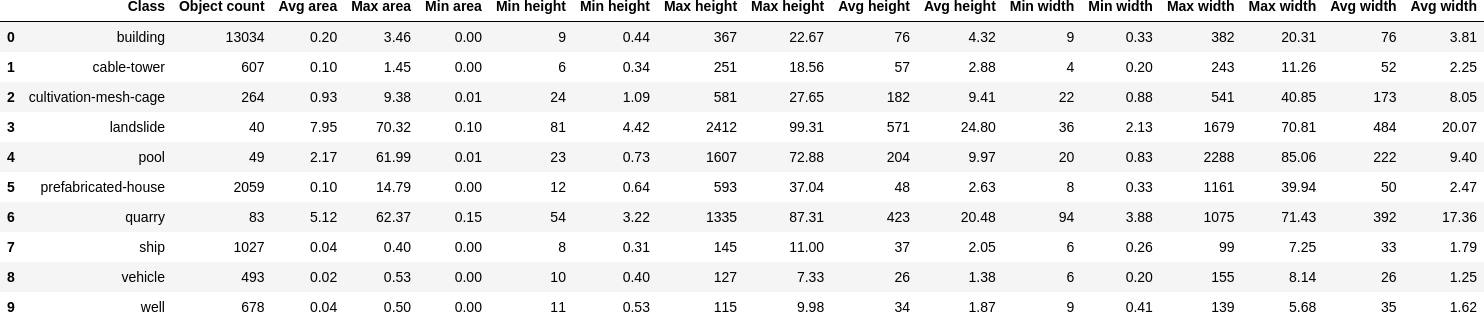 Class Object count Avg area Max area Min area Min height Min height Max height Max height Avg height Avg height Min width Min width Max width Max width Avg width Avg width
0 building 13034 0.20 3.46 0.00 9 0.44 367 22.67 76 4.32 9 0.33 382 20.31 76 3.81
1 cable-tower 607 0.10 1.45 0.00 6 0.34 251 18.56 57 2.88 4 0.20 243 11.26 52 2.25
2 cultivation-mesh-cage 264 0.93 9.38 0.01 24 1.09 581 27.65 182 9.41 22 0.88 541 40.85 173 8.05
3 landslide 40 7.95 70.32 0.10 81 4.42 2412 99.31 571 24.80 36 2.13 1679 70.81 484 20.07
4 pool 49 2.17 61.99 0.01 23 0.73 1607 72.88 204 9.97 20 0.83 2288 85.06 222 9.40
5 prefabricated-house 2059 0.10 14.79 0.00 12 0.64 593 37.04 48 2.63 8 0.33 1161 39.94 50 2.47
6 quarry 83 5.12 62.37 0.15 54 3.22 1335 87.31 423 20.48 94 3.88 1075 71.43 392 17.36
7 ship 1027 0.04 0.40 0.00 8 0.31 145 11.00 37 2.05 6 0.26 99 7.25 33 1.79
8 vehicle 493 0.02 0.53 0.00 10 0.40 127 7.33 26 1.38 6 0.20 155 8.14 26 1.25
9 well 678 0.04 0.50 0.00 11 0.53 115 9.98 34 1.87 9 0.41 139 5.68 35 1.62